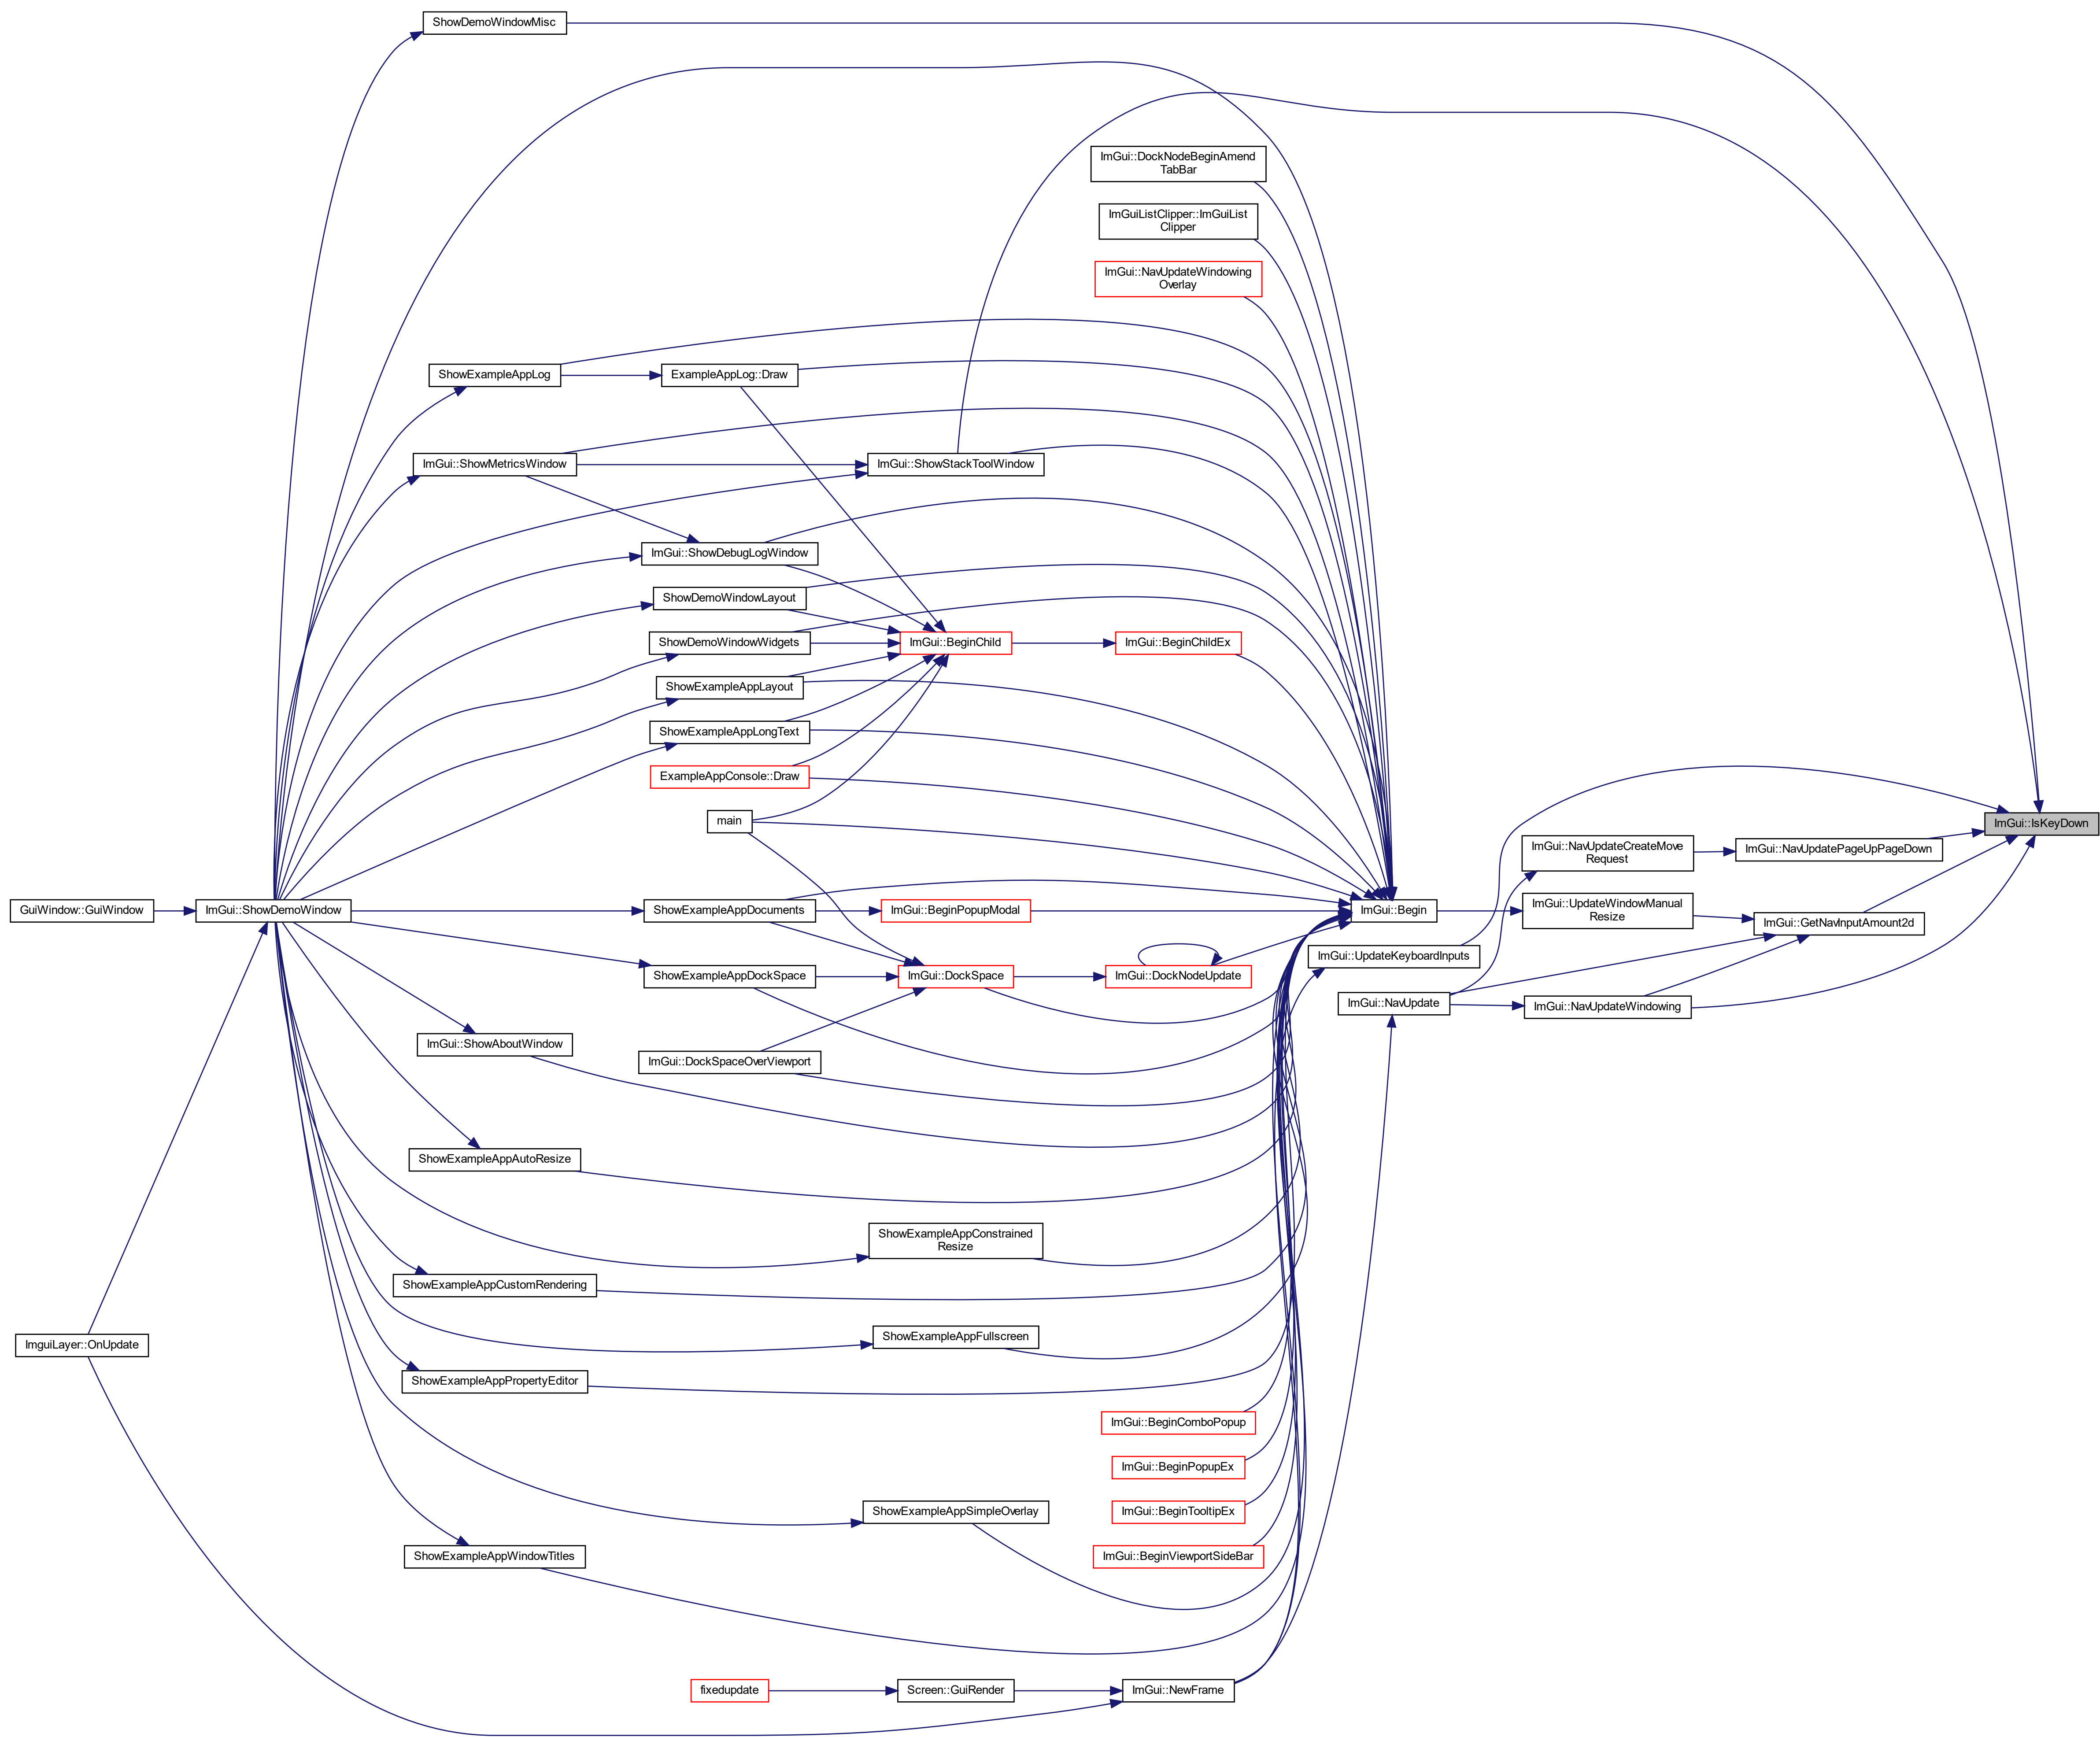 ShowDemoWindowMisc
ImGui::DockNodeBeginAmend
TabBar
ImGuiListClipper::ImGuiList
Clipper
ImGui::NavUpdateWindowing
Overlay
ShowExampleAppLog
ExampleAppLog::Draw
ImGui::ShowMetricsWindow
ImGui::ShowStackToolWindow
ImGui::ShowDebugLogWindow
ShowDemoWindowLayout
ShowDemoWindowWidgets
ImGui::BeginChild
ImGui::BeginChildEx
ShowExampleAppLayout
ShowExampleAppLongText
ExampleAppConsole::Draw
main
ImGui::IsKeyDown
ImGui::NavUpdateCreateMove
Request
ImGui::NavUpdatePageUpPageDown
GuiWindow::GuiWindow
ImGui::ShowDemoWindow
ShowExampleAppDocuments
ImGui::BeginPopupModal
ImGui::Begin
ImGui::UpdateWindowManual
Resize
ImGui::GetNavInputAmount2d
ImGui::UpdateKeyboardInputs
ShowExampleAppDockSpace
ImGui::DockSpace
ImGui::DockNodeUpdate
ImGui::NavUpdate
ImGui::NavUpdateWindowing
ImGui::ShowAboutWindow
ImGui::DockSpaceOverViewport
ShowExampleAppAutoResize
ShowExampleAppConstrained
Resize
ShowExampleAppCustomRendering
ImguiLayer::OnUpdate
ShowExampleAppFullscreen
ShowExampleAppPropertyEditor
ImGui::BeginComboPopup
ImGui::BeginPopupEx
ShowExampleAppSimpleOverlay
ImGui::BeginTooltipEx
ShowExampleAppWindowTitles
ImGui::BeginViewportSideBar
fixedupdate
Screen::GuiRender
ImGui::NewFrame